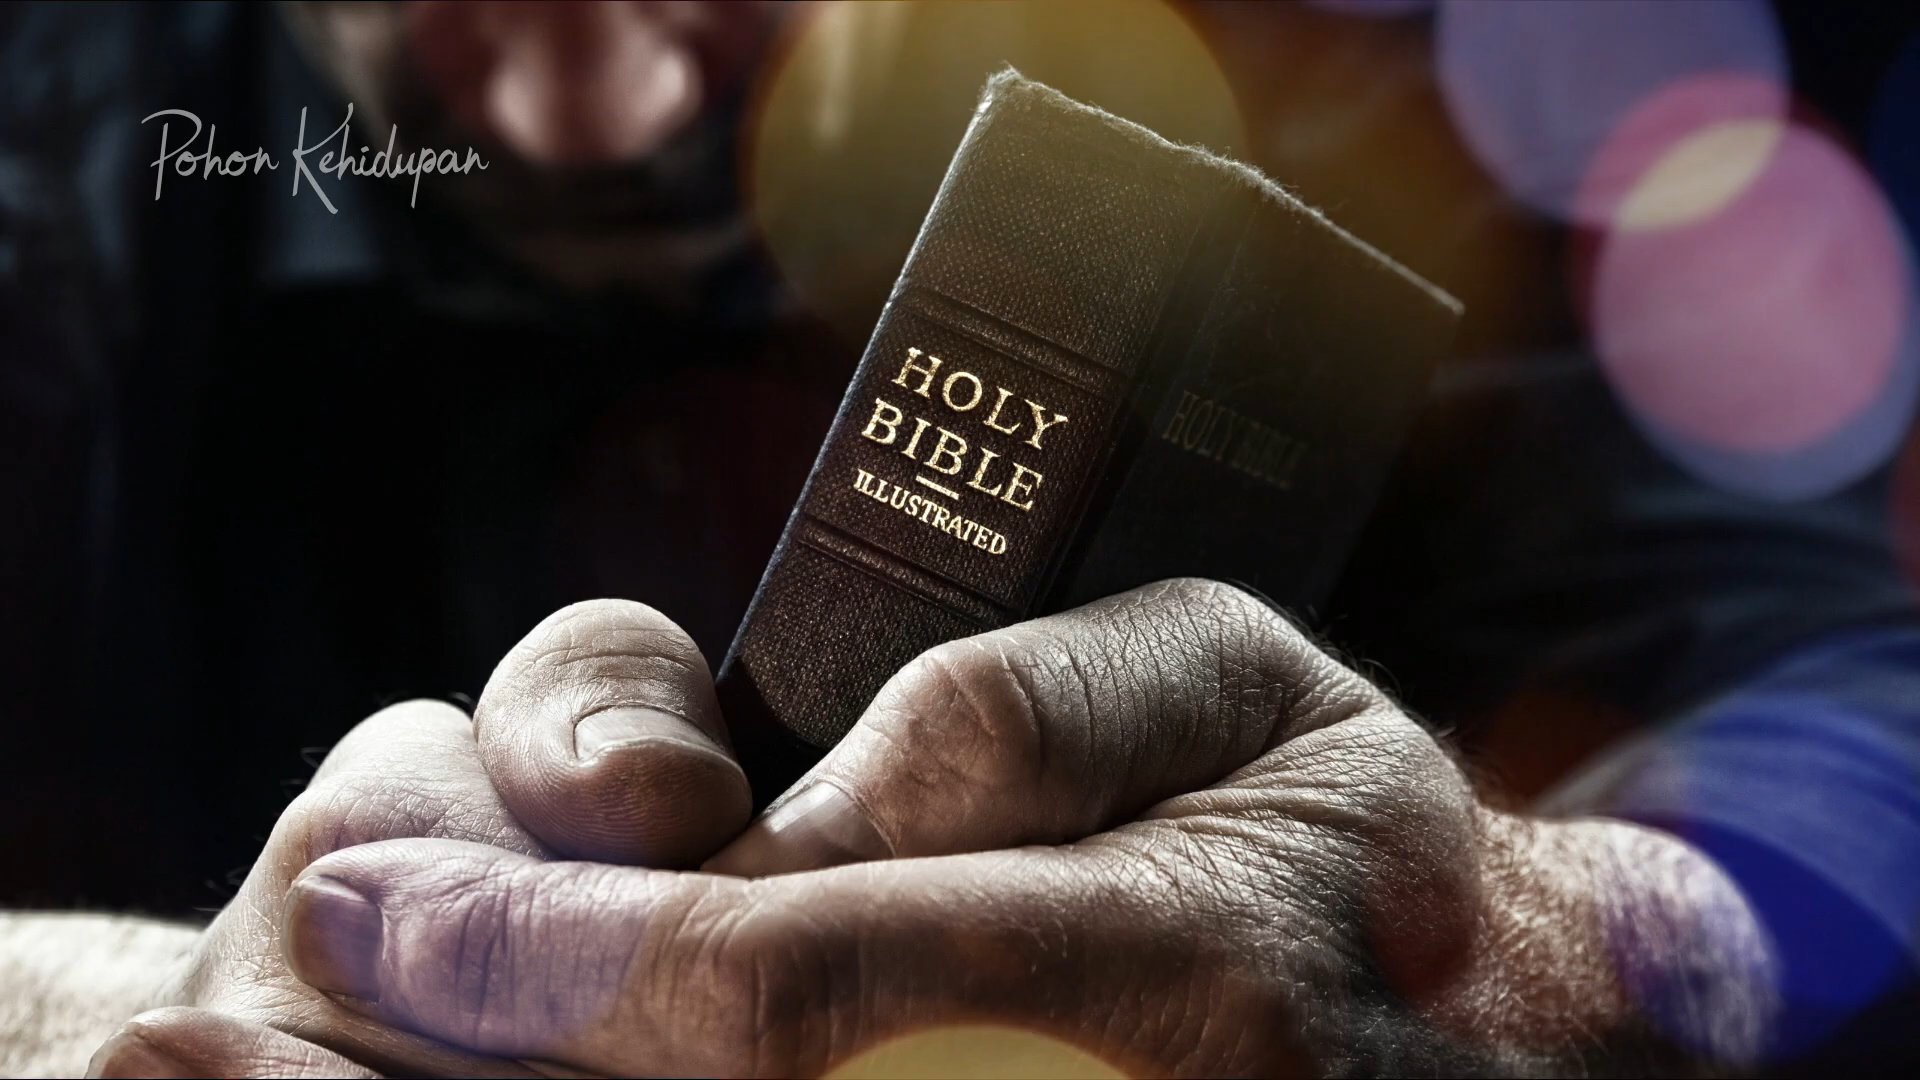 Pohon Kehidupan
HOLY
BIBLE
ILLUSTRATED
HOLY BIBLE